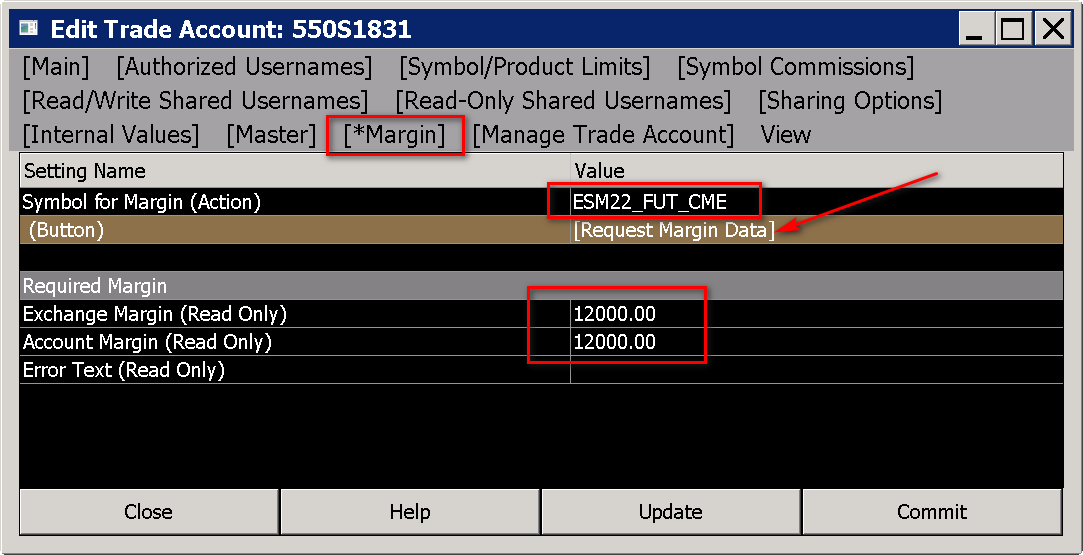 Edit Trade Account: 550S1831
[Main] [Authorized Usernames] [Symbol/Product Limits] [Symbol Commissions]
[Read/Write Shared Usernames] [Read-Only Shared Usernames] [Sharing Options]
[Internal Values] [Master] [*Margin] [Manage Trade Account] View
Setting Name Value
Symbol for Margin (Action) ESM22_FUT_CME
(Button) [Request Margin Data]
Required Margin
Exchange Margin (Read Only) 12000.00
Account Margin (Read Only) 12000.00
Error Text (Read Only)
Close Help Update Commit